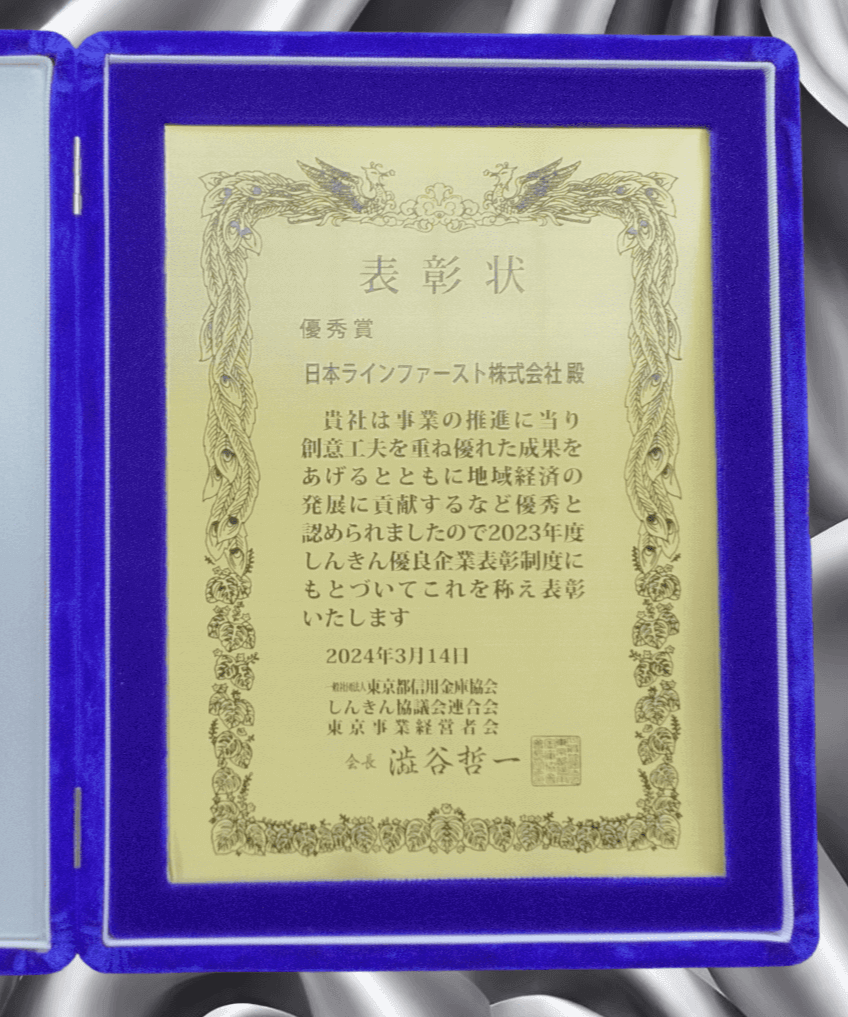 表彰状
優秀賞
日本ラインファースト株式会社 殿
貴社は事業の推進に当り
創意工夫を重ね優れた成果を
あげるとともに地域経済の
発展に貢献するなど優秀と
認められましたので2023年度
しんきん優良企業表彰制度に
もとづいてこれを称え表彰
いたします
2024年3月14日
一般社団法人東京都信用金庫協会
しんきん協議会連合会
東京事業経営者会
会長 澁谷哲一